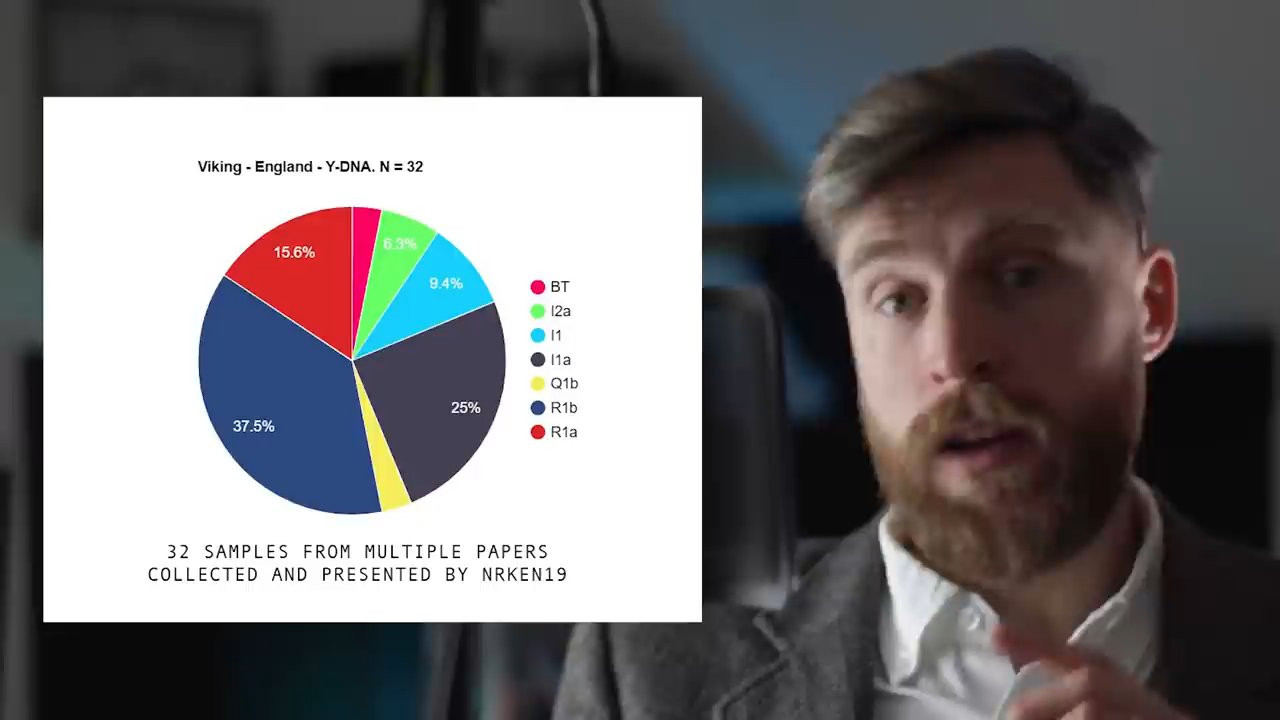 Viking - England - Y-DNA. N = 32
15.6%
6.3%
9.4%
25%
37.5%
BT
I2a
I1
I1a
Q1b
R1b
R1a
32 SAMPLES FROM MULTIPLE PAPERS
COLLECTED AND PRESENTED BY NRKEN19